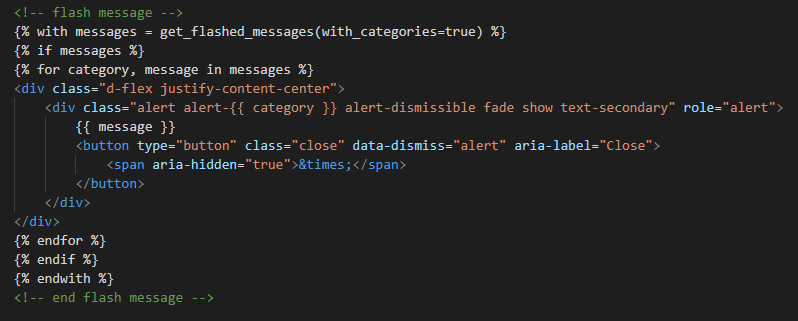 <!-- flash message -->
{% with messages = get_flashed_messages(with_categories=true) %}
{% if messages %}
{% for category, message in messages %}
<div class="d-flex justify-content-center">
    <div class="alert alert-{{ category }} alert-dismissible fade show text-secondary" role="alert">
        {{ message }}
        <button type="button" class="close" data-dismiss="alert" aria-label="Close">
            <span aria-hidden="true">&times;</span>
        </button>
    </div>
</div>
{% endfor %}
{% endif %}
{% endwith %}
<!-- end flash message -->